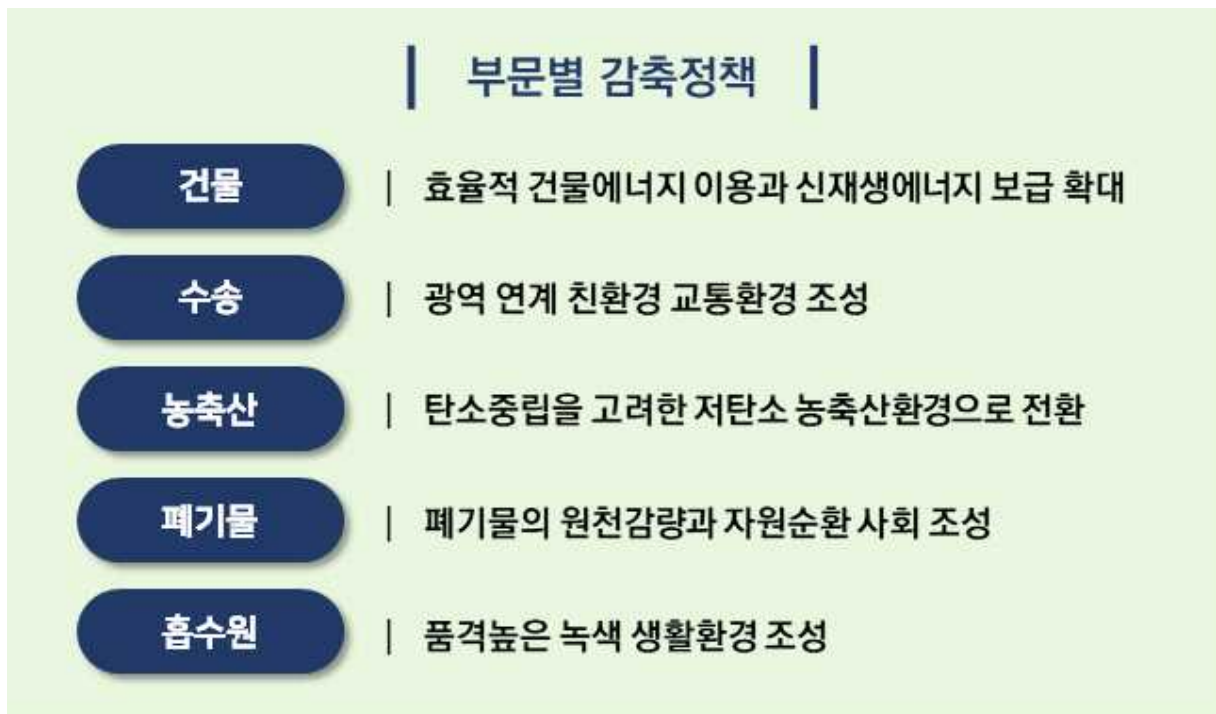 부문별 감축정책
건물 | 효율적 건물에너지 이용과 신재생에너지 보급 확대
수송 | 광역 연계 친환경 교통환경 조성
농축산 | 탄소중립을 고려한 저탄소 농축산환경으로 전환
폐기물 | 폐기물의 원천감량과 자원순환 사회 조성
흡수원 | 품격높은 녹색 생활환경 조성